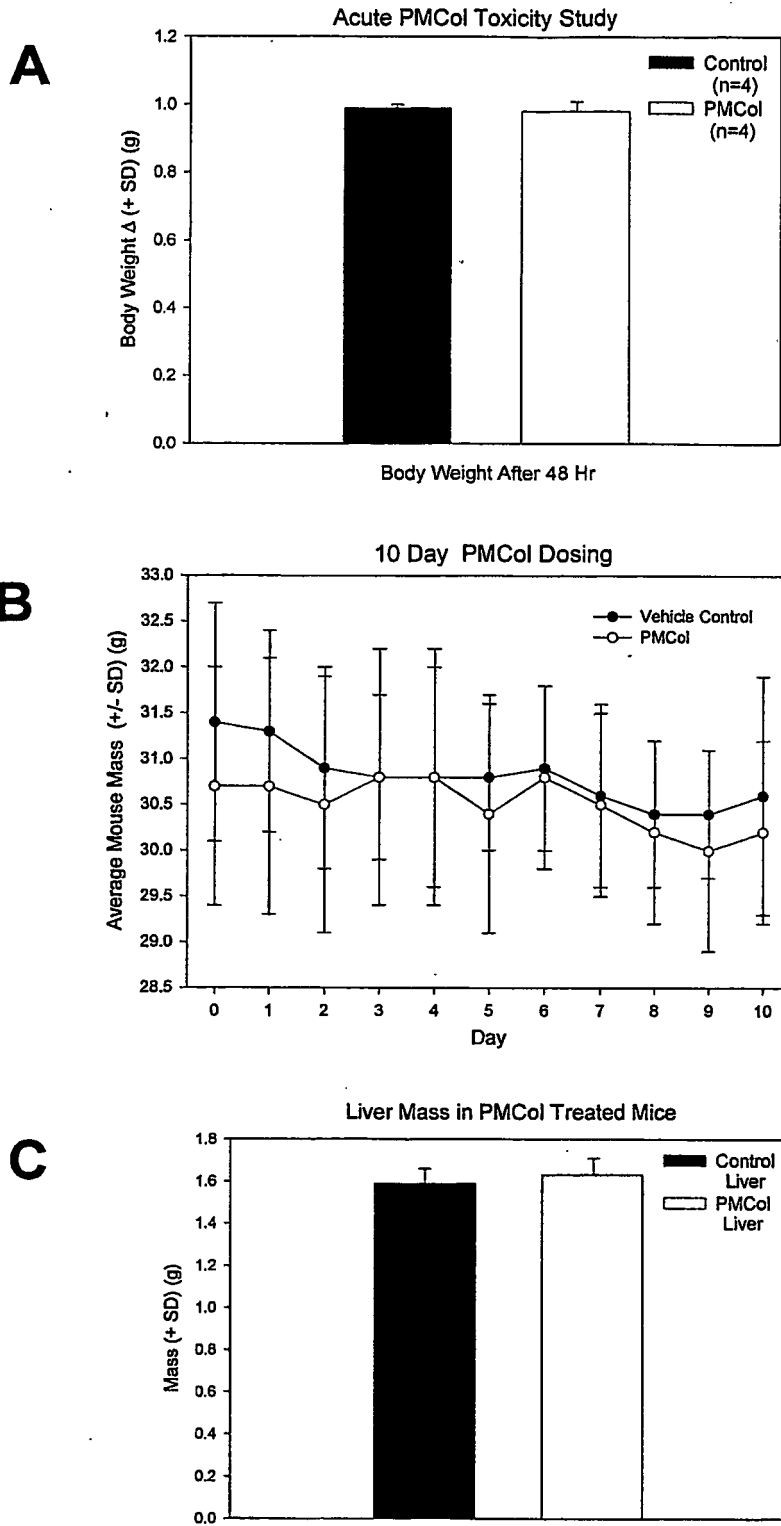 A
Acute PMCol Toxicity Study
1.2
1.0
0.8
0.6
0.4
0.2
0.0
Body Weight Δ (+ SD) (g)
Control
(n=4)
PMCol
(n=4)
Body Weight After 48 Hr
B
10 Day PMCol Dosing
33.0
32.5
32.0
31.5
31.0
30.5
30.0
29.5
29.0
28.5
Average Mouse Mass (+/- SD) (g)
Vehicle Control
PMCol
0 1 2 3 4 5 6 7 8 9 10
Day
C
Liver Mass in PMCol Treated Mice
1.8
1.6
1.4
1.2
1.0
0.8
0.6
0.4
0.2
0.0
Mass (+ SD) (g)
Control
Liver
PMCol
Liver